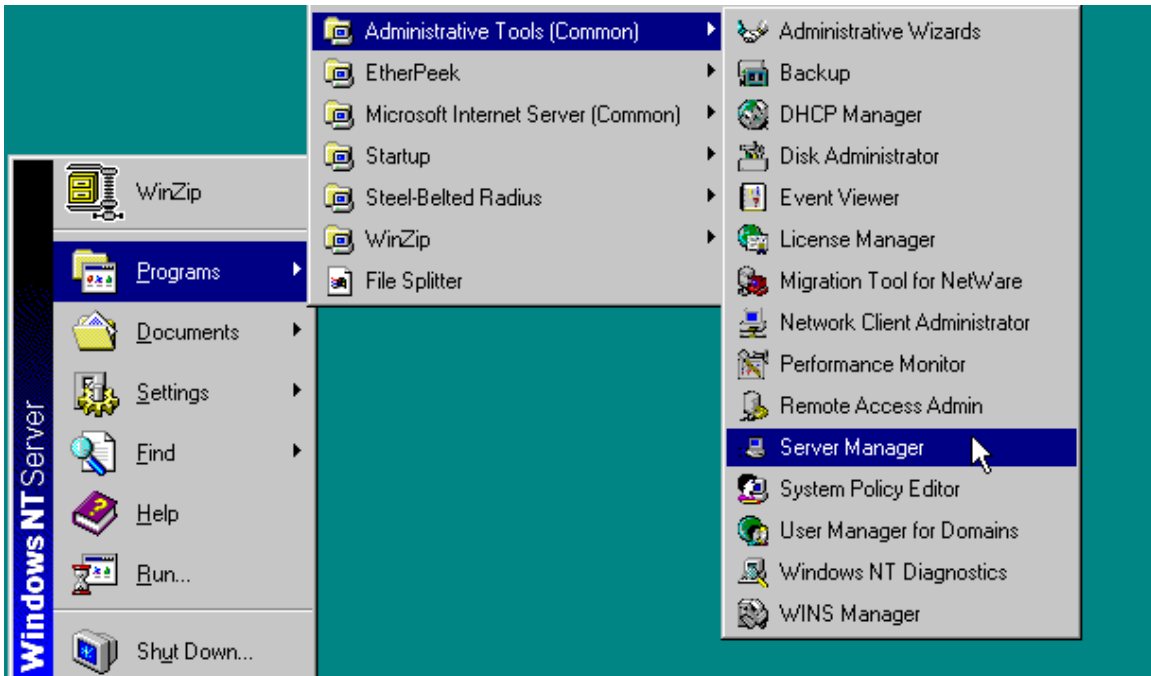 WinZip
Programs
Documents
Settings
Find
Help
Run...
Shut Down...
Windows NT Server
Administrative Tools (Common)
EtherPeek
Microsoft Internet Server (Common)
Startup
Steel-Belted Radius
WinZip
File Splitter
Administrative Wizards
Backup
DHCP Manager
Disk Administrator
Event Viewer
License Manager
Migration Tool for NetWare
Network Client Administrator
Performance Monitor
Remote Access Admin
Server Manager
System Policy Editor
User Manager for Domains
Windows NT Diagnostics
WINS Manager